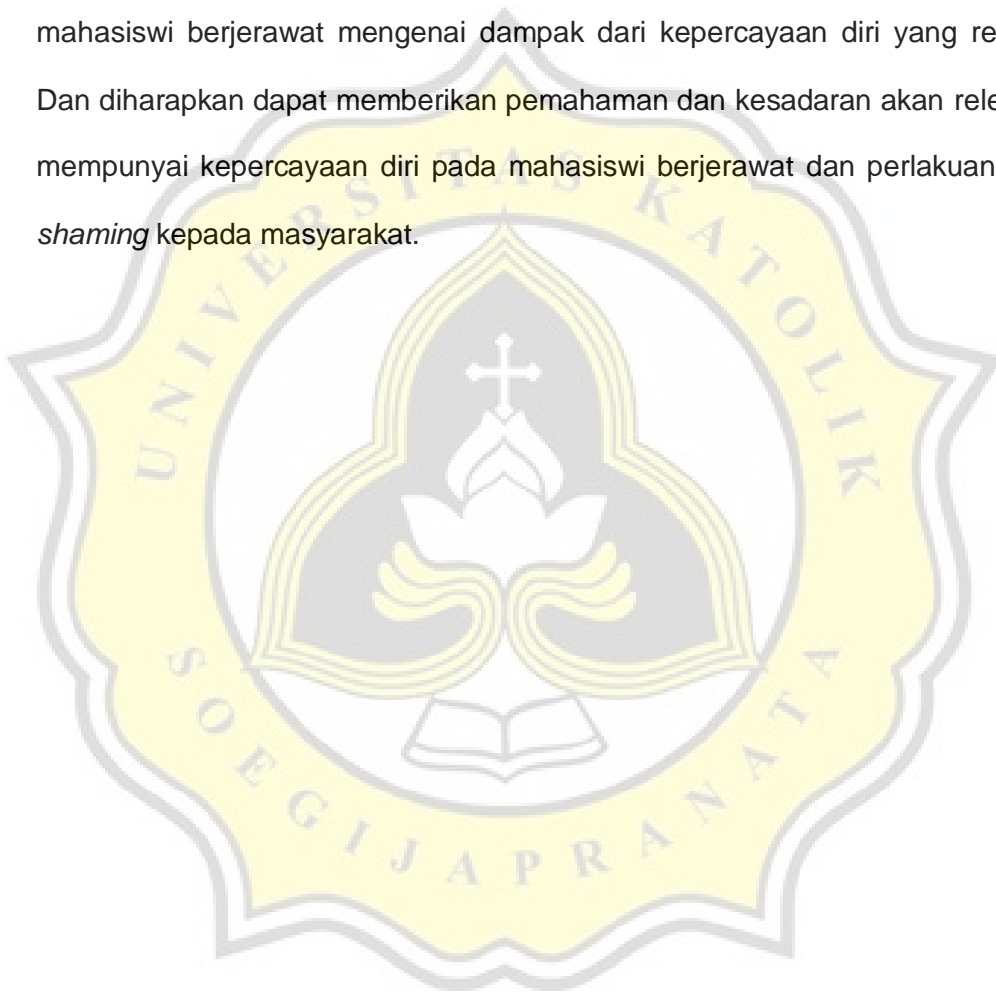 mahasiswi berjerawat mengenai dampak dari kepercayaan diri yang re
Dan diharapkan dapat memberikan pemahaman dan kesadaran akan rele
mempunyai kepercayaan diri pada mahasiswi berjerawat dan perlakuan
shaming kepada masyarakat.
UNIVERSITAS KATOLIK
SOEGIJAPRANATA